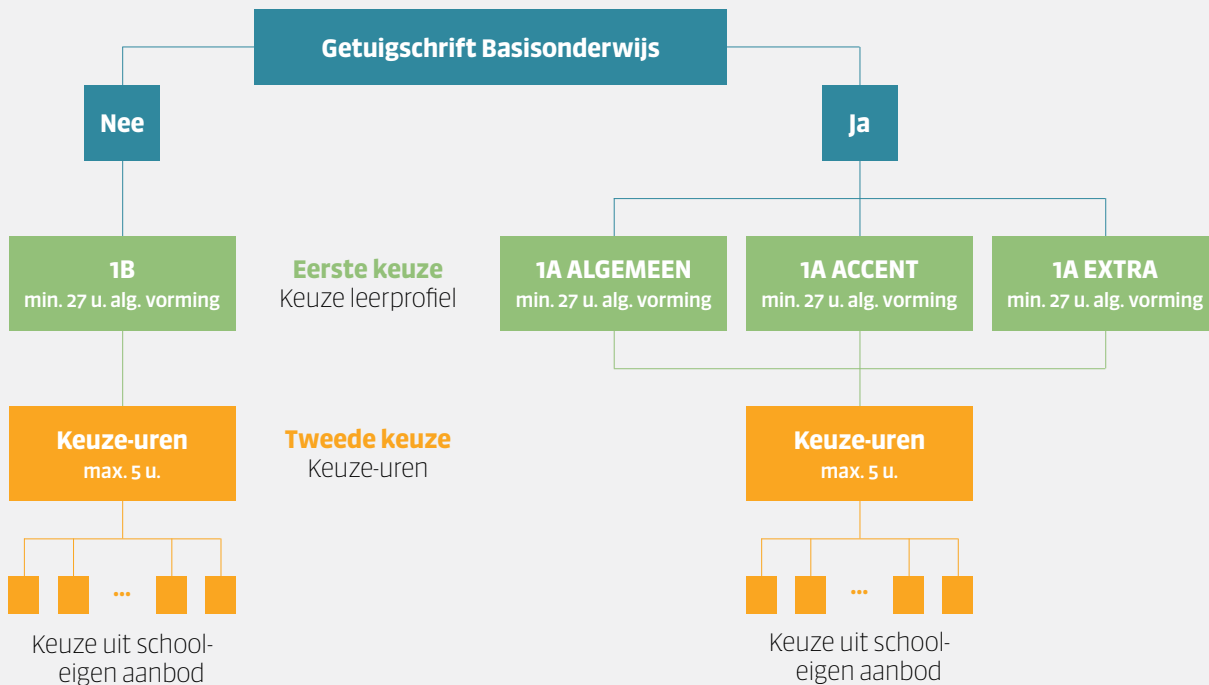 Getuigschrift Basisonderwijs
Nee
Ja
1B
min. 27 u. alg. vorming
Eerste keuze
Keuze leerprofiel
1A ALGEMEEN
min. 27 u. alg. vorming
1A ACCENT
min. 27 u. alg. vorming
1A EXTRA
min. 27 u. alg. vorming
Keuze-uren
max. 5 u.
Tweede keuze
Keuze-uren
Keuze-uren
max. 5 u.
...
...
Keuze uit school-
eigen aanbod
Keuze uit school-
eigen aanbod